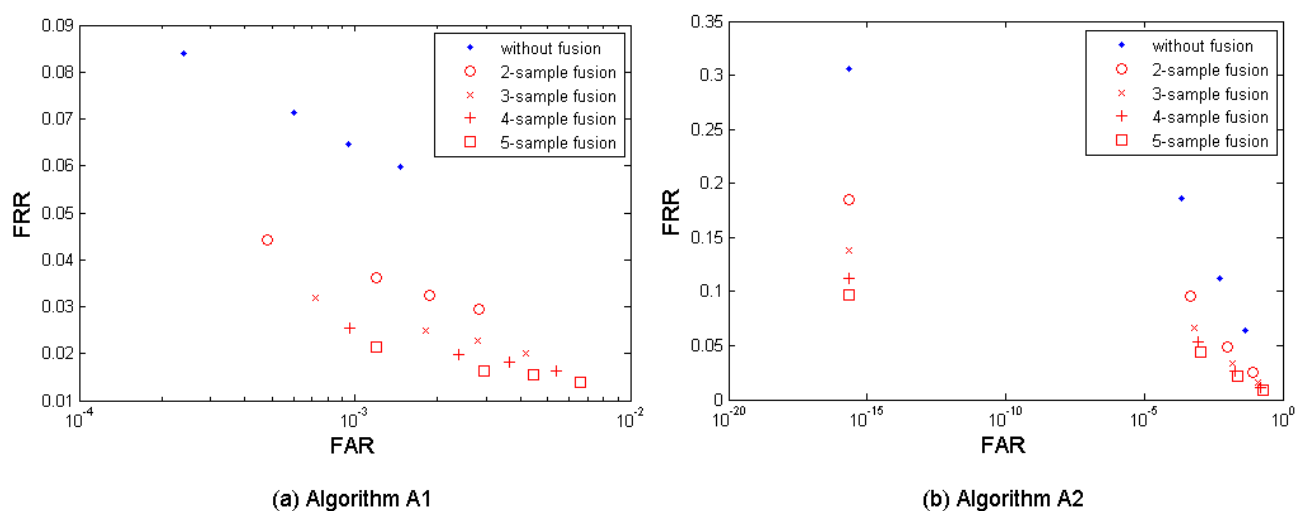 0.09
0.08
0.07
0.06
0.05
0.04
0.03
0.02
0.01
FRR
10-4
10-3
10-2
FAR
without fusion
2-sample fusion
3-sample fusion
4-sample fusion
5-sample fusion
(a) Algorithm A1
0.35
0.3
0.25
0.2
0.15
0.1
0.05
0
FRR
10-20
10-15
10-10
10-5
100
FAR
without fusion
2-sample fusion
3-sample fusion
4-sample fusion
5-sample fusion
(b) Algorithm A2